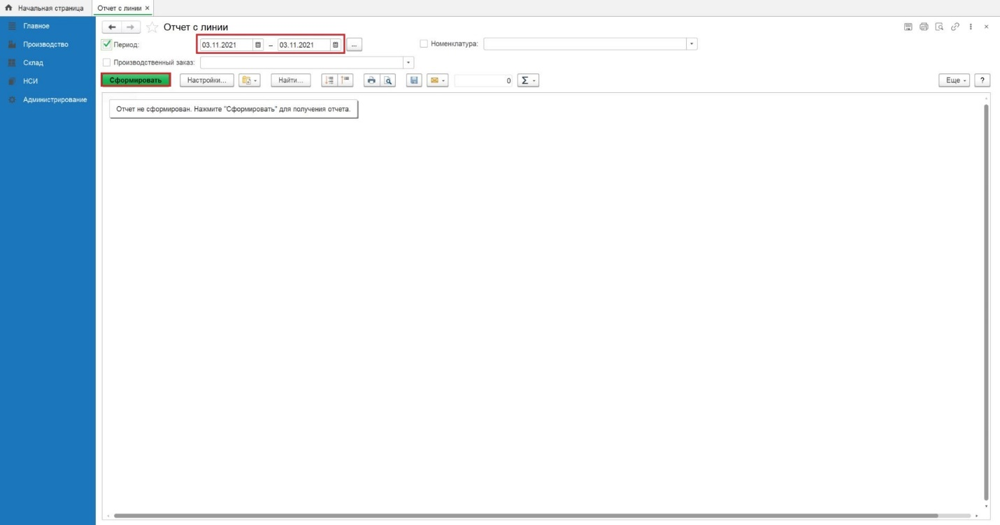 Начальная страница
Отчет с линии ×
Главное
Производство
Склад
НСИ
Администрирование
Отчет с линии
Период: 03.11.2021 – 03.11.2021 ... Номенклатура:
Производственный заказ:
Сформировать Настройки... Найти... 0 Σ Еще ?
Отчет не сформирован. Нажмите "Сформировать" для получения отчета.